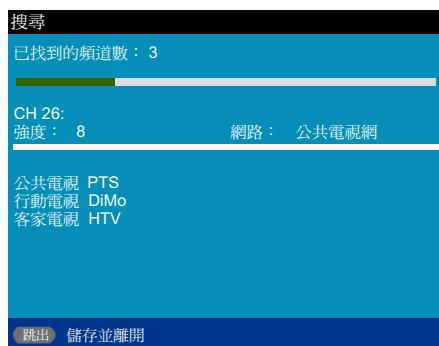 搜尋
已找到的頻道數： 3
CH 26:
強度： 8 網路： 公共電視網
公共電視 PTS
行動電視 DiMo
客家電視 HTV
跳出 儲存並離開